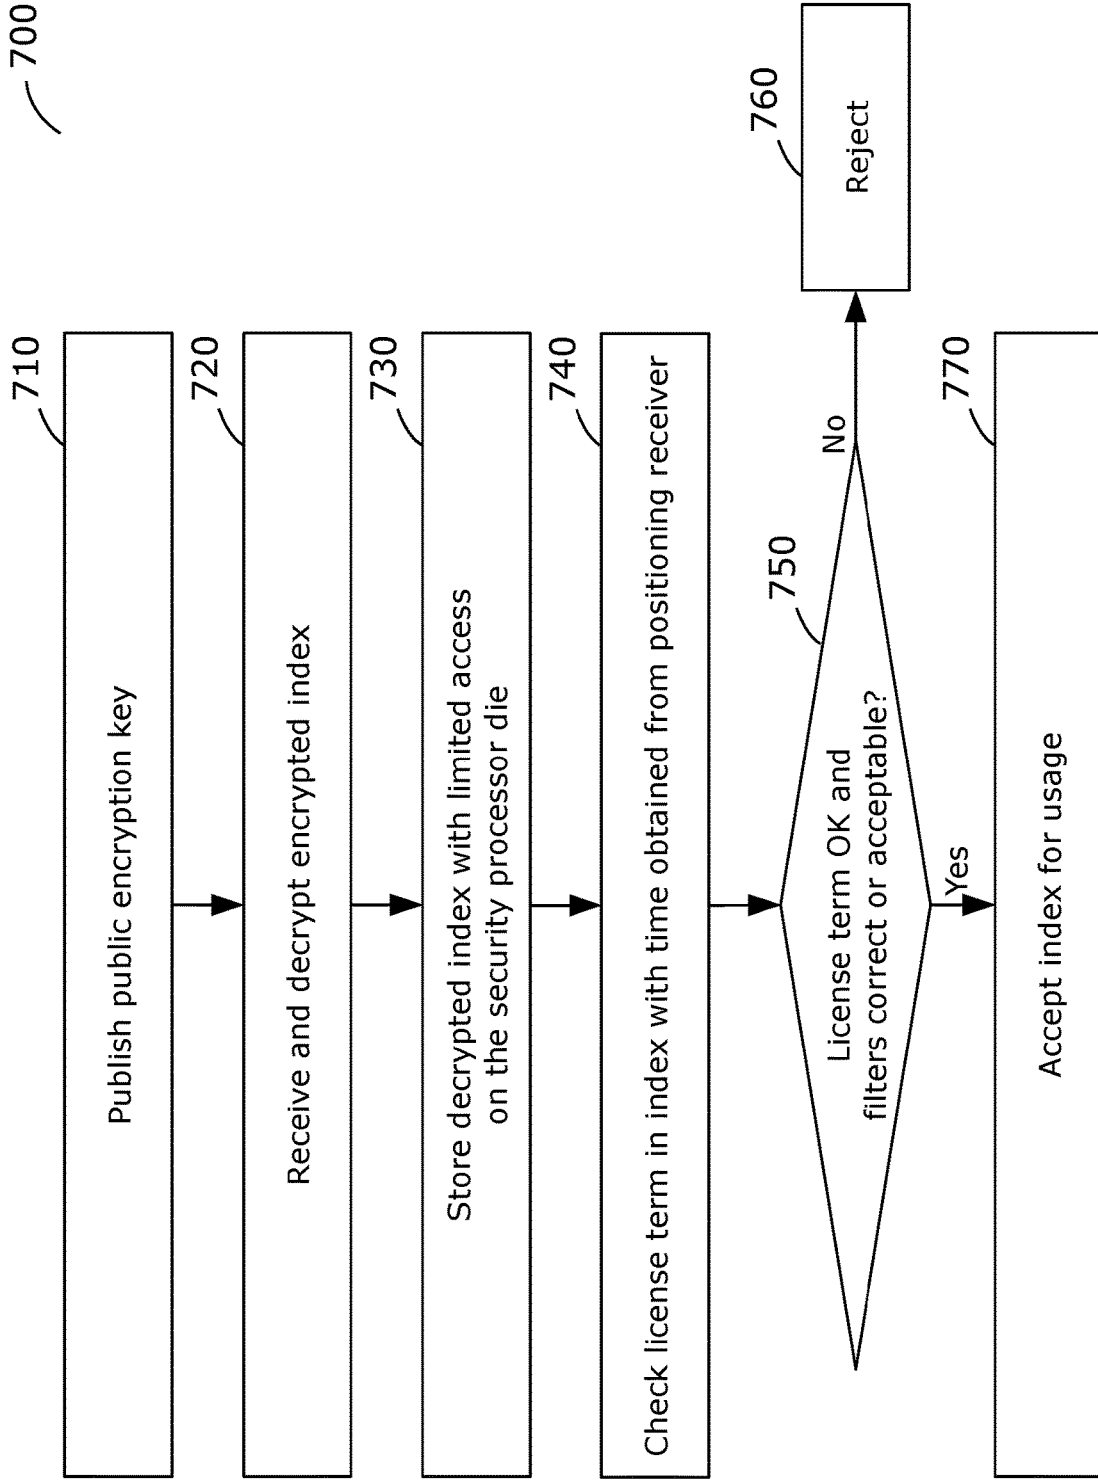 700
710
Publish public encryption key
720
Receive and decrypt encrypted index
730
Store decrypted index with limited access
on the security processor die
740
Check license term in index with time obtained from positioning receiver
750
License term OK and
filters correct or acceptable?
No
760
Reject
Yes
770
Accept index for usage